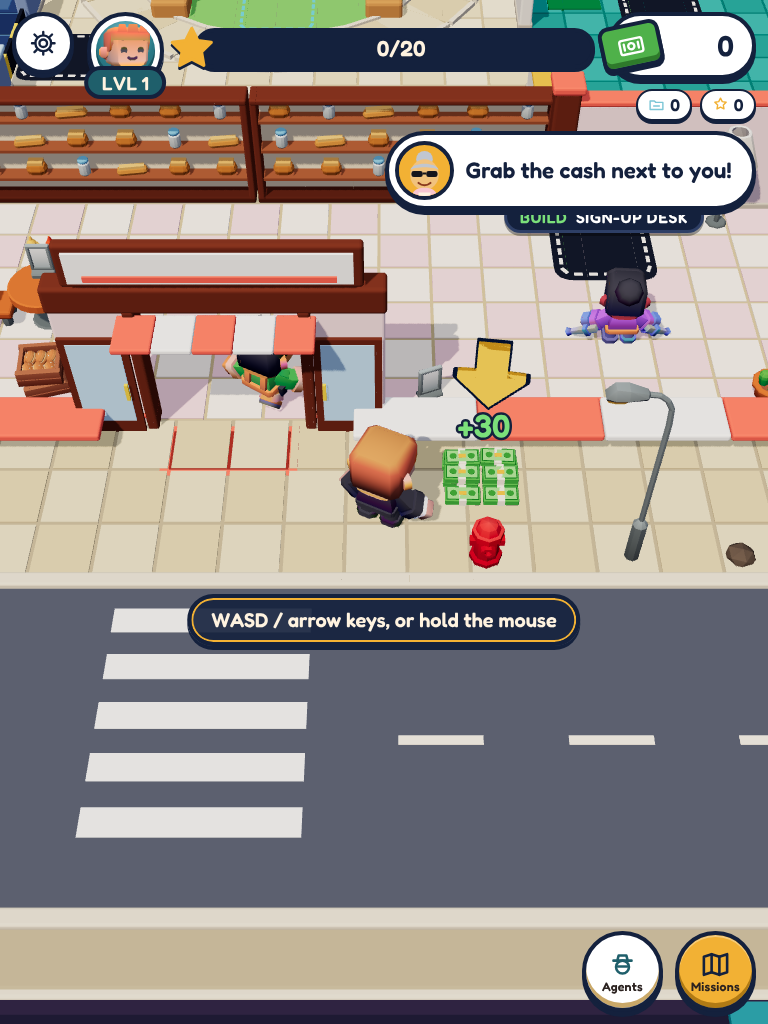 0/20
0
LVL 1
0
0
Grab the cash next to you!
BUILD SIGN-UP DESK
+30
WASD / arrow keys, or hold the mouse
Agents
Missions